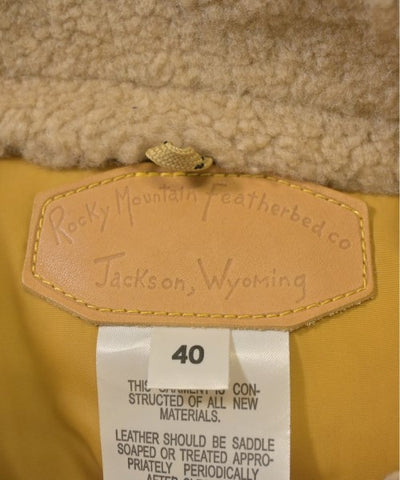 Rocky Mountain Featherbed co
Jackson, Wyoming
40
THIS GARMENT IS CON-
STRUCTED OF ALL NEW
MATERIALS.
LEATHER SHOULD BE SADDLE
SOAPED OR TREATED APPRO-
PRIATELY PERIODICALLY